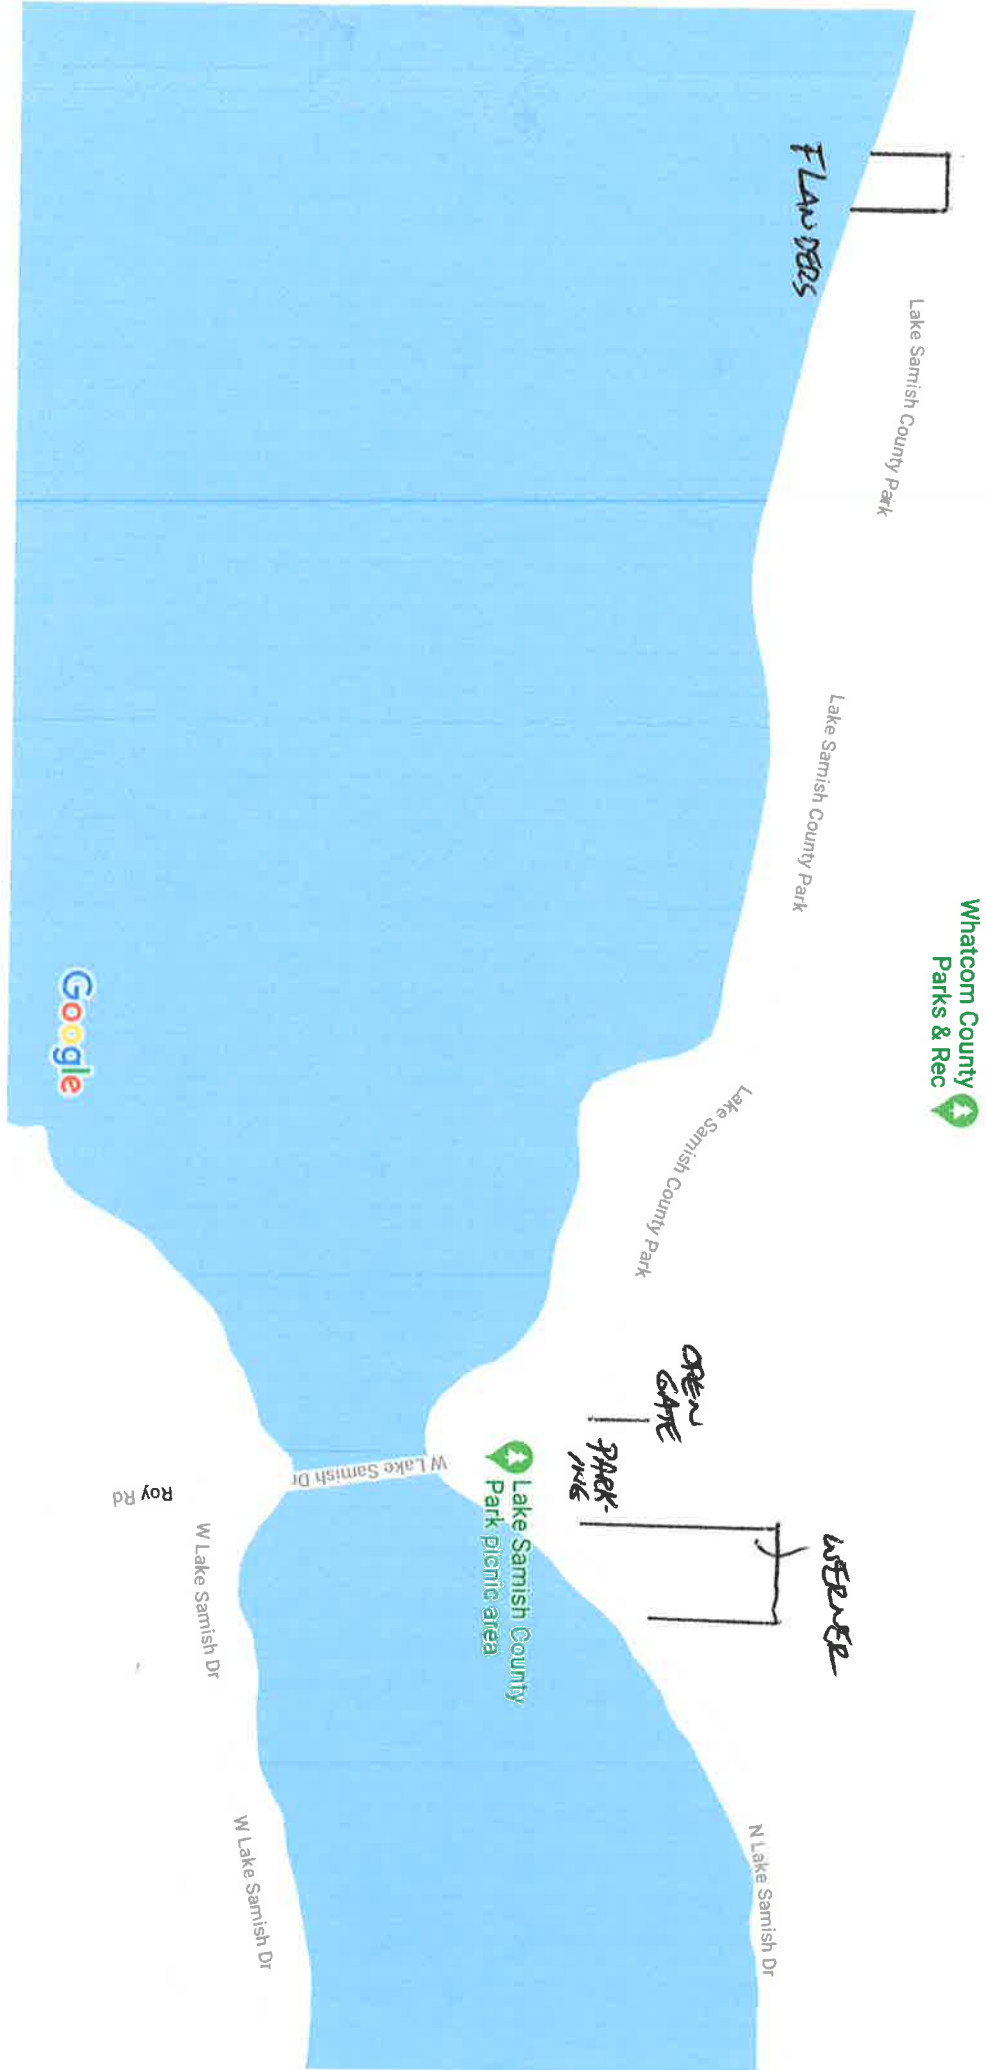 FLANDERS
Lake Samish County Park
Lake Samish County Park
Whatcom County
Parks & Rec
Lake Samish County Park
OPEN
GATE
PARK-
ING
WERNER
Lake Samish County
Park picnic area
W Lake Samish Dr
Roy Rd
W Lake Samish Dr
W Lake Samish Dr
N Lake Samish Dr
Google